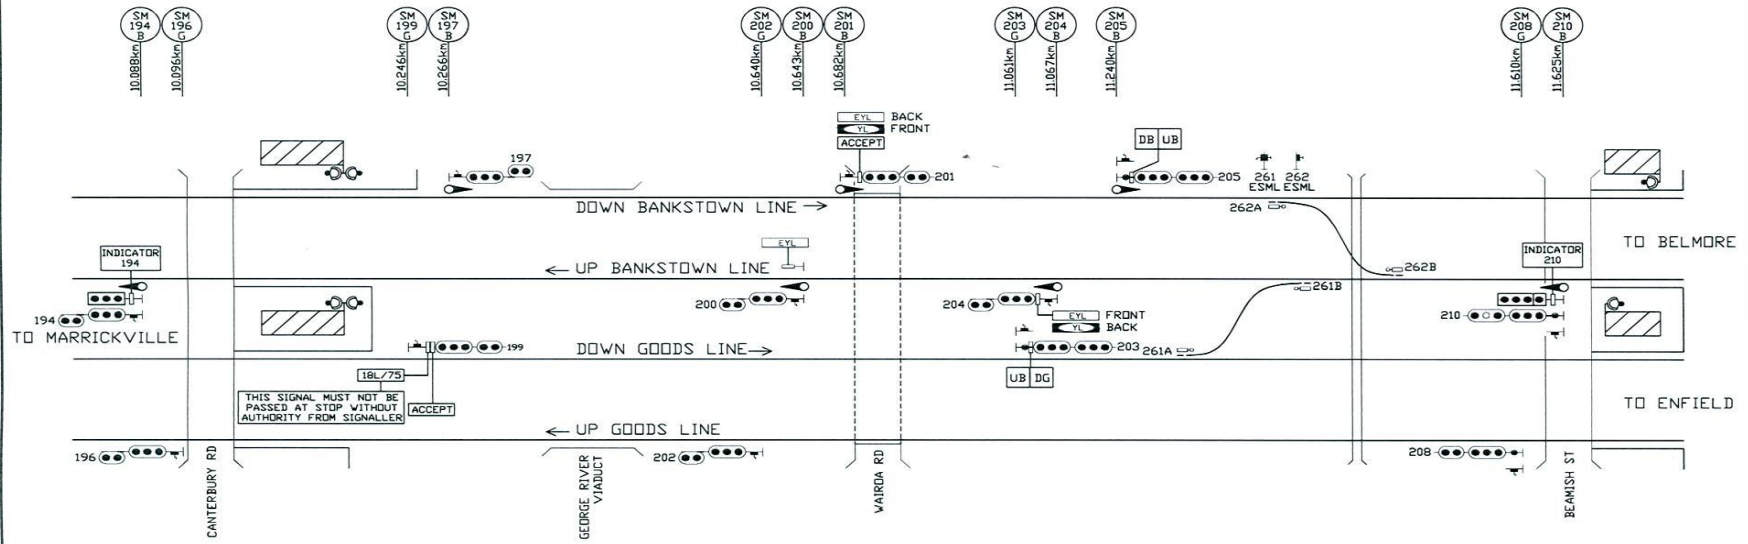 SM 194 B
SM 196 G
SM 199 G
SM 197 B
SM 202 G
SM 200 B
SM 201 B
SM 203 G
SM 204 B
SM 205 B
SM 208 G
SM 210 B
10.088km
10.096km
10.246km
10.266km
10.640km
10.643km
10.682km
11.061km
11.067km
11.240km
11.610km
11.625km
EYL BACK
YL FRONT
ACCEPT
DB UB
197
201
205
261 262
ESML ESML
DOWN BANKSTOWN LINE
262A
INDICATOR
194
EYL
INDICATOR
210
TO BELMORE
UP BANKSTOWN LINE
262B
261B
200
204
EYL FRONT
YL BACK
194
210
TO MARRICKVILLE
199
DOWN GOODS LINE
203
261A
18L/75
UB DG
THIS SIGNAL MUST NOT BE
PASSED AT STOP WITHOUT
AUTHORITY FROM SIGNALLER
ACCEPT
TO ENFIELD
UP GOODS LINE
196
202
208
CANTERBURY RD
GEORGE RIVER
VIADUCT
WAIROA RD
BEAMISH ST